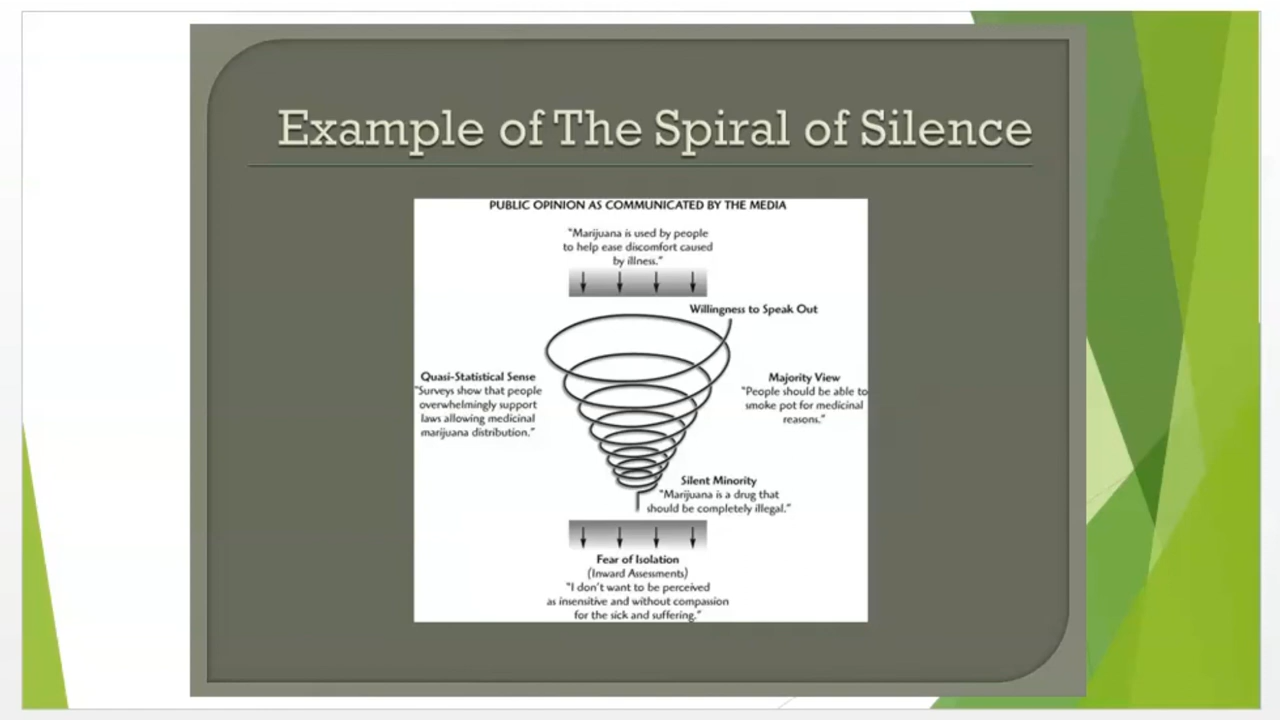 Example of The Spiral of Silence
PUBLIC OPINION AS COMMUNICATED BY THE MEDIA
"Marijuana is used by people
to help ease discomfort caused
by illness."
Willingness to Speak Out
Quasi-Statistical Sense
"Surveys show that people
overwhelmingly support
laws allowing medicinal
marijuana distribution."
Majority View
"People should be able to
smoke pot for medicinal
reasons."
Silent Minority
"Marijuana is a drug that
should be completely illegal."
Fear of Isolation
(Inward Assessments)
"I don't want to be perceived
as insensitive and without compassion
for the sick and suffering."